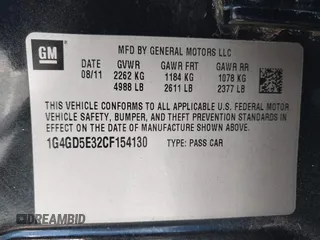 GM
MFD BY GENERAL MOTORS LLC
DATE GVWR GAWR FRT GAWR RR
08/11 2262 KG 1184 KG 1078 KG
4988 LB 2611 LB 2377 LB
THIS VEHICLE CONFORMS TO ALL APPLICABLE U.S. FEDERAL MOTOR
VEHICLE SAFETY, BUMPER, AND THEFT PREVENTION STANDARDS IN
EFFECT ON THE DATE OF MANUFACTURE SHOWN ABOVE.
1G4GD5E32CF154130 TYPE: PASS CAR
DREAMBID